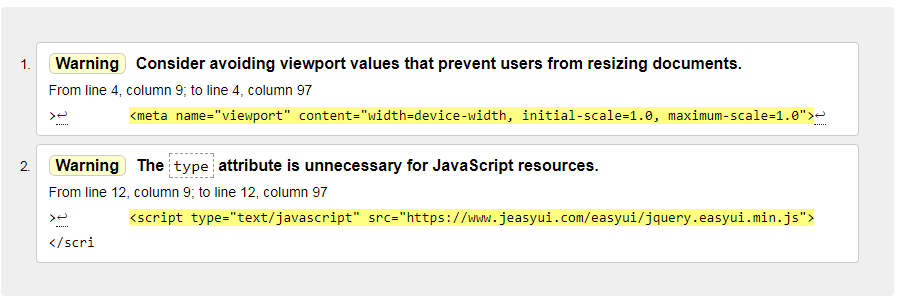 1. Warning Consider avoiding viewport values that prevent users from resizing documents.
From line 4, column 9; to line 4, column 97
>↩ <meta name="viewport" content="width=device-width, initial-scale=1.0, maximum-scale=1.0">↩
2. Warning The type attribute is unnecessary for JavaScript resources.
From line 12, column 9; to line 12, column 97
>↩ <script type="text/javascript" src="https://www.jeasyui.com/easyui/jquery.easyui.min.js">
</scri